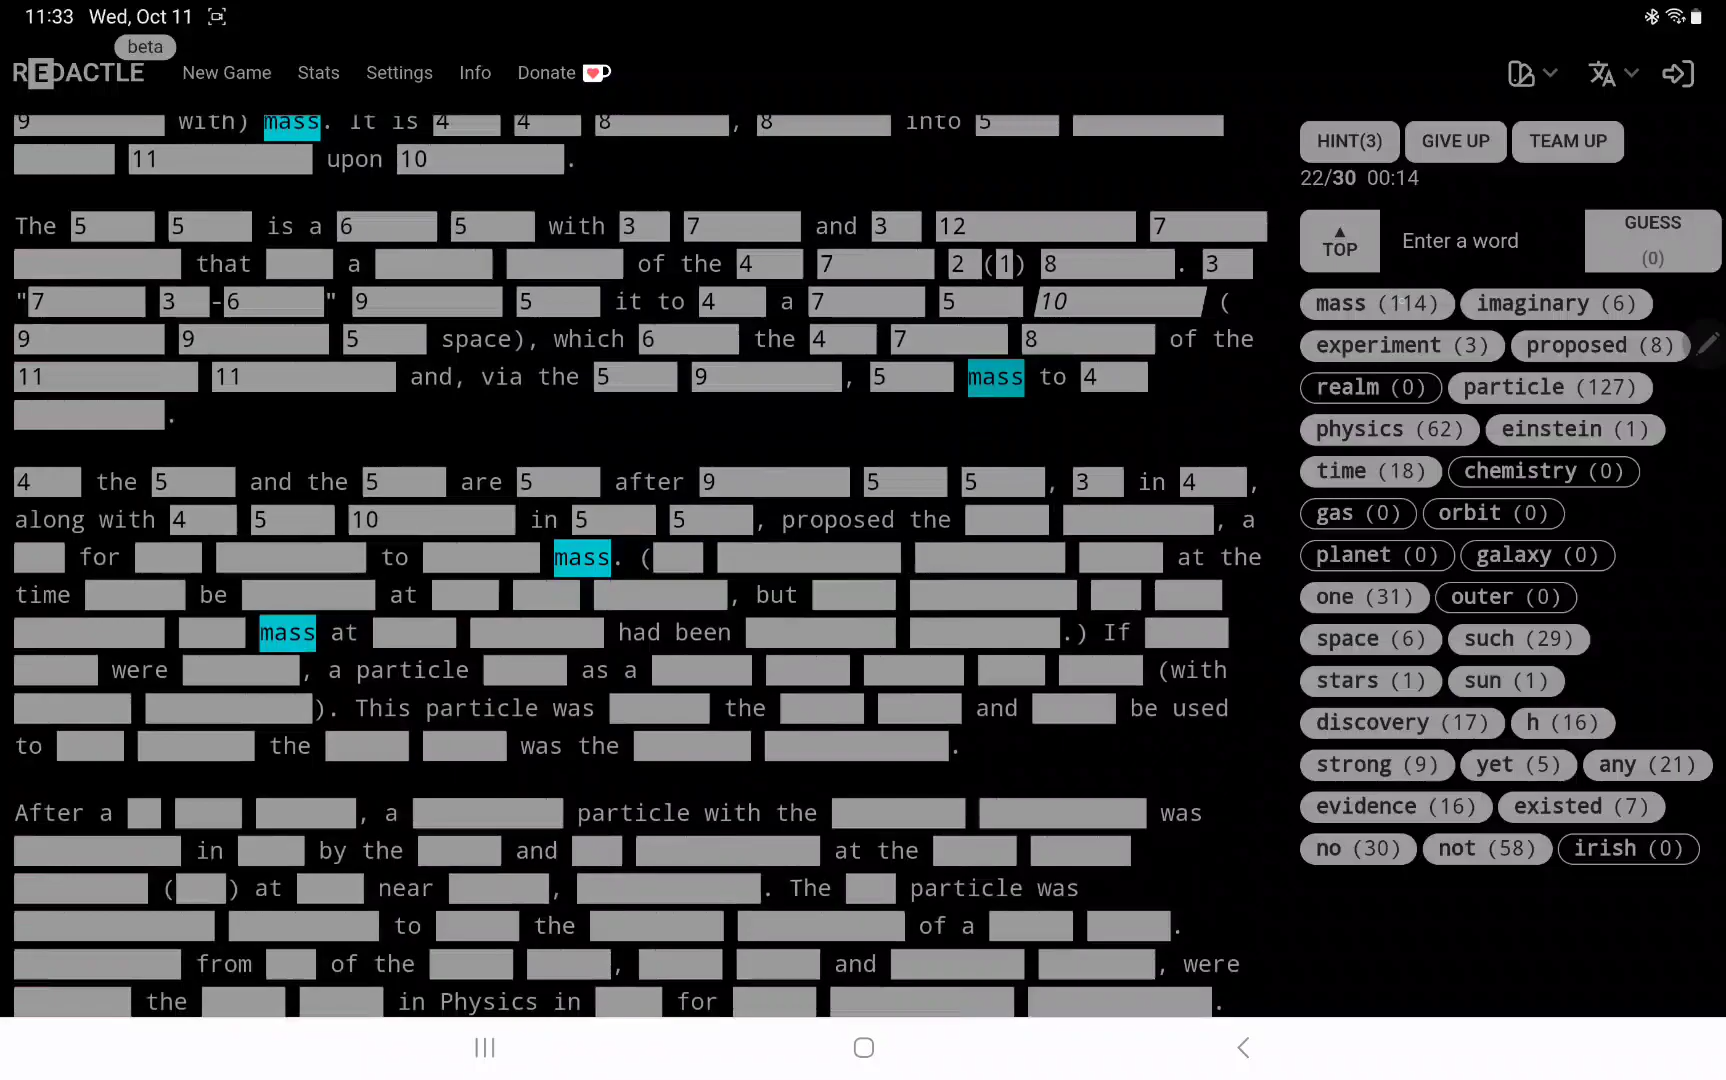 11:33 Wed, Oct 11
beta
REDACTLE New Game Stats Settings Info Donate
9 with) mass. It is 4 4 8, 8 into 5
11 upon 10.
The 5 5 is a 6 5 with 3 7 and 3 12 7
that a of the 4 7 2(1) 8. 3
"7 3-6" 9 5 it to 4 a 7 5 10 (
9 9 5 space), which 6 the 4 7 8 of the
11 11 and, via the 5 9, 5 mass to 4
.
4 the 5 and the 5 are 5 after 9 5 5, 3 in 4,
along with 4 5 10 in 5 5, proposed the , a
for to mass. ( at the
time be at , but
mass at had been .) If
were , a particle as a (with
). This particle was the and be used
to the was the .
After a , a particle with the was
in by the and at the
( ) at near , . The particle was
to the of a .
from of the , and , were
the in Physics in for .
HINT(3) GIVE UP TEAM UP
22/30 00:14
▲ TOP Enter a word GUESS (0)
mass (114) imaginary (6)
experiment (3) proposed (8)
realm (0) particle (127)
physics (62) einstein (1)
time (18) chemistry (0)
gas (0) orbit (0)
planet (0) galaxy (0)
one (31) outer (0)
space (6) such (29)
stars (1) sun (1)
discovery (17) h (16)
strong (9) yet (5) any (21)
evidence (16) existed (7)
no (30) not (58) irish (0)